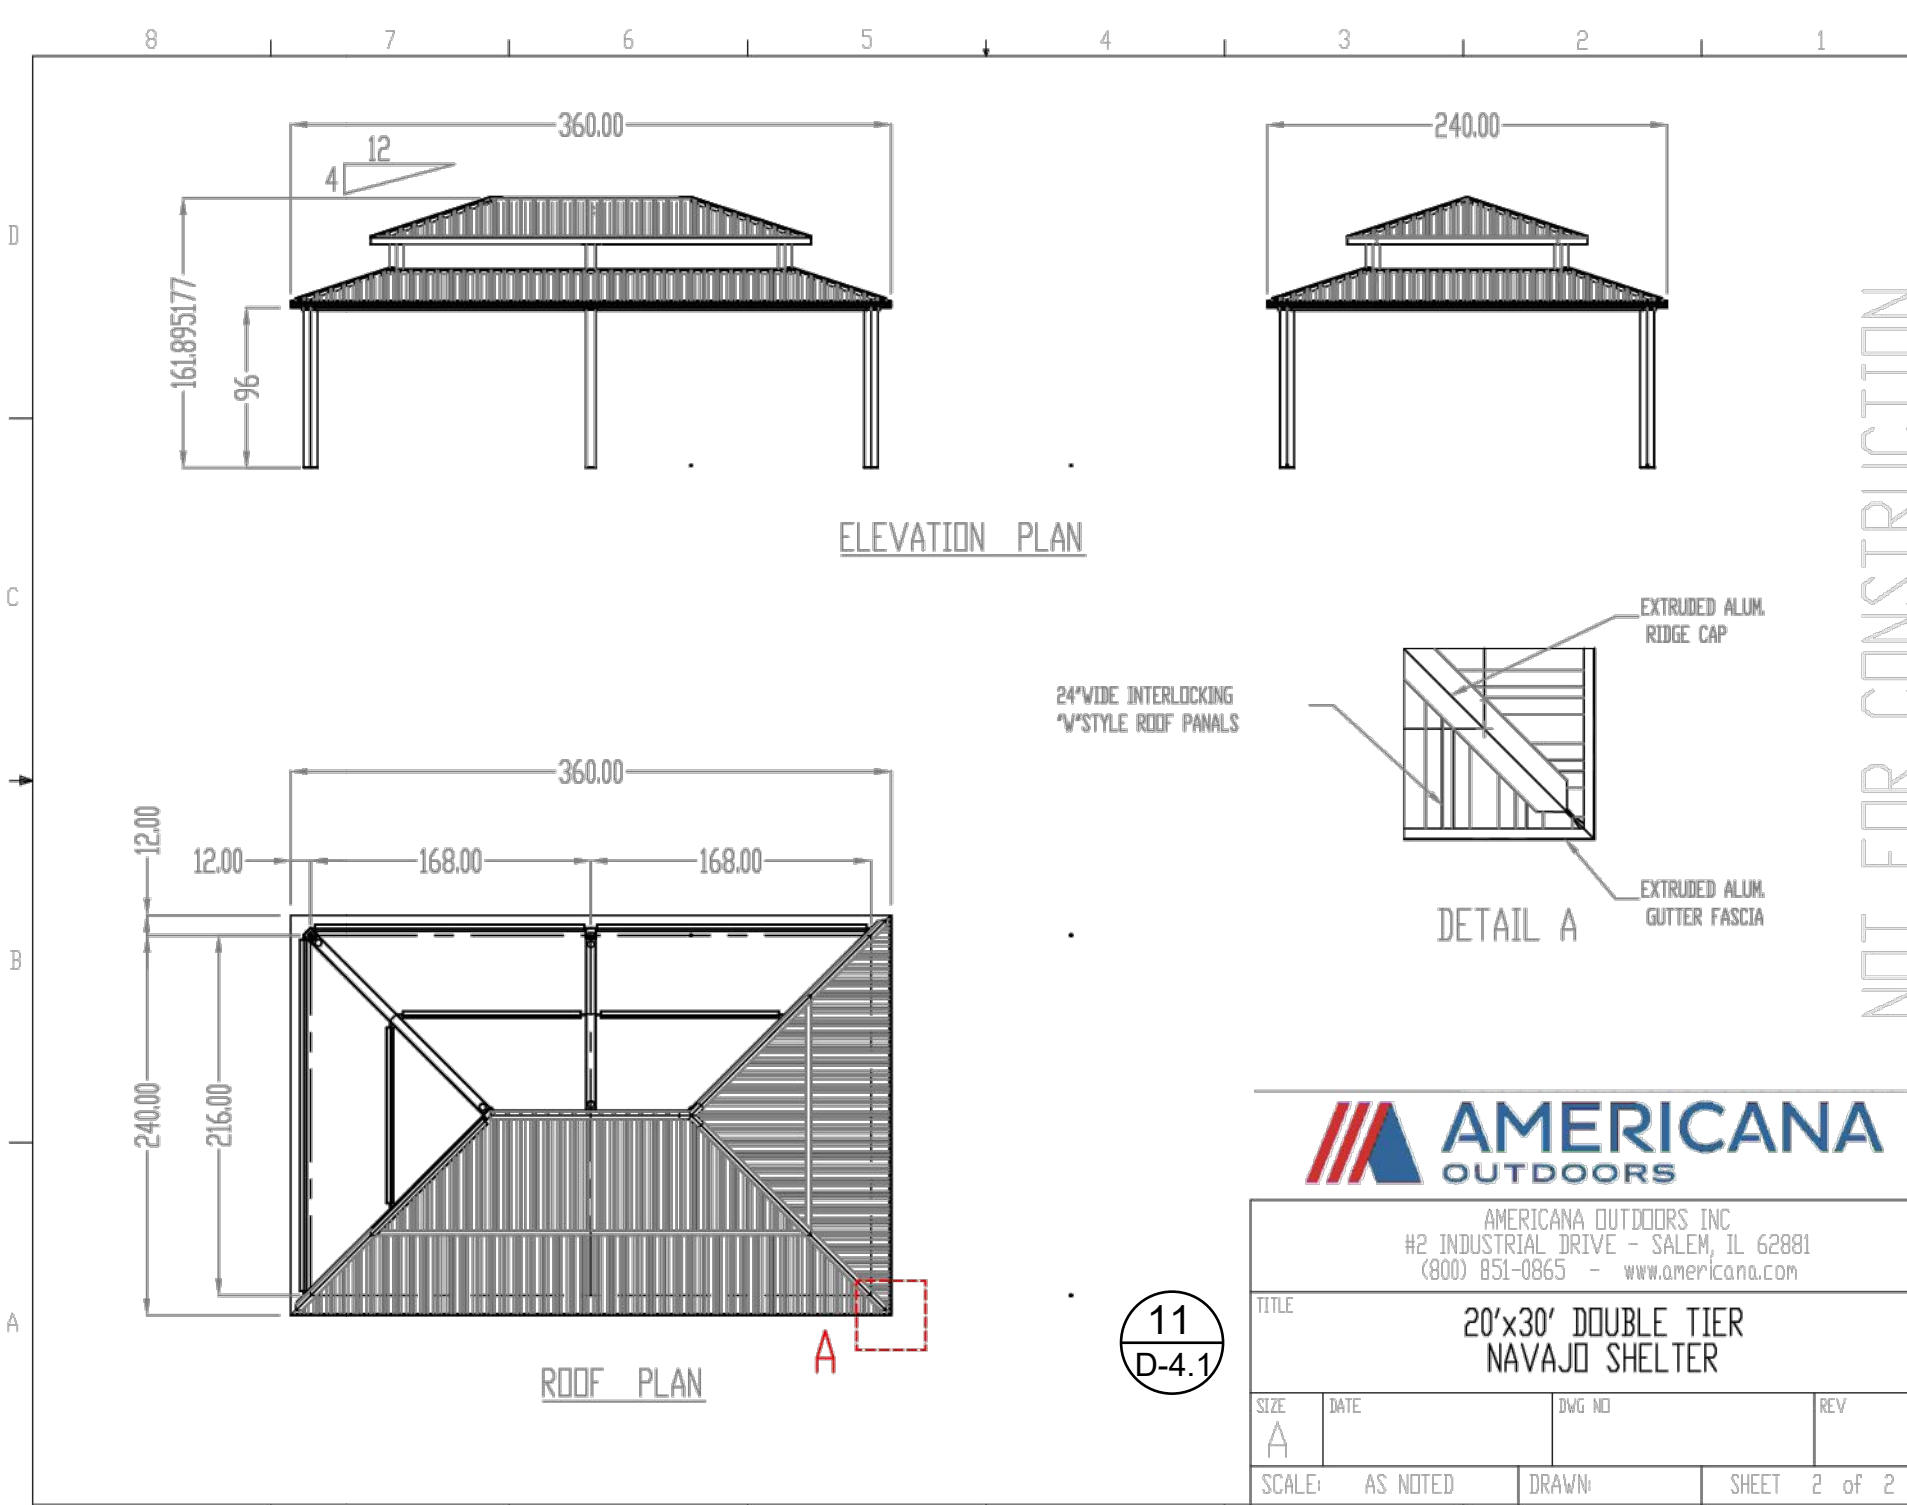 8 7 6 5 4 3 2 1
D
C
B
A
360.00
12
4
161.895177
96
240.00
ELEVATION PLAN
NOT FOR CONSTRUCTION
EXTRUDED ALUM.
RIDGE CAP
24"WIDE INTERLOCKING
"W"STYLE ROOF PANALS
EXTRUDED ALUM.
GUTTER FASCIA
DETAIL A
360.00
12.00
12.00
168.00
168.00
240.00
216.00
A
ROOF PLAN
11
D-4.1
AMERICANA
OUTDOORS
AMERICANA OUTDOORS INC
#2 INDUSTRIAL DRIVE - SALEM, IL 62881
(800) 851-0865 - www.americana.com
TITLE
20'x30' DOUBLE TIER
NAVAJO SHELTER
SIZE
A
DATE
DWG NO
REV
SCALE: AS NOTED
DRAWN:
SHEET 2 of 2